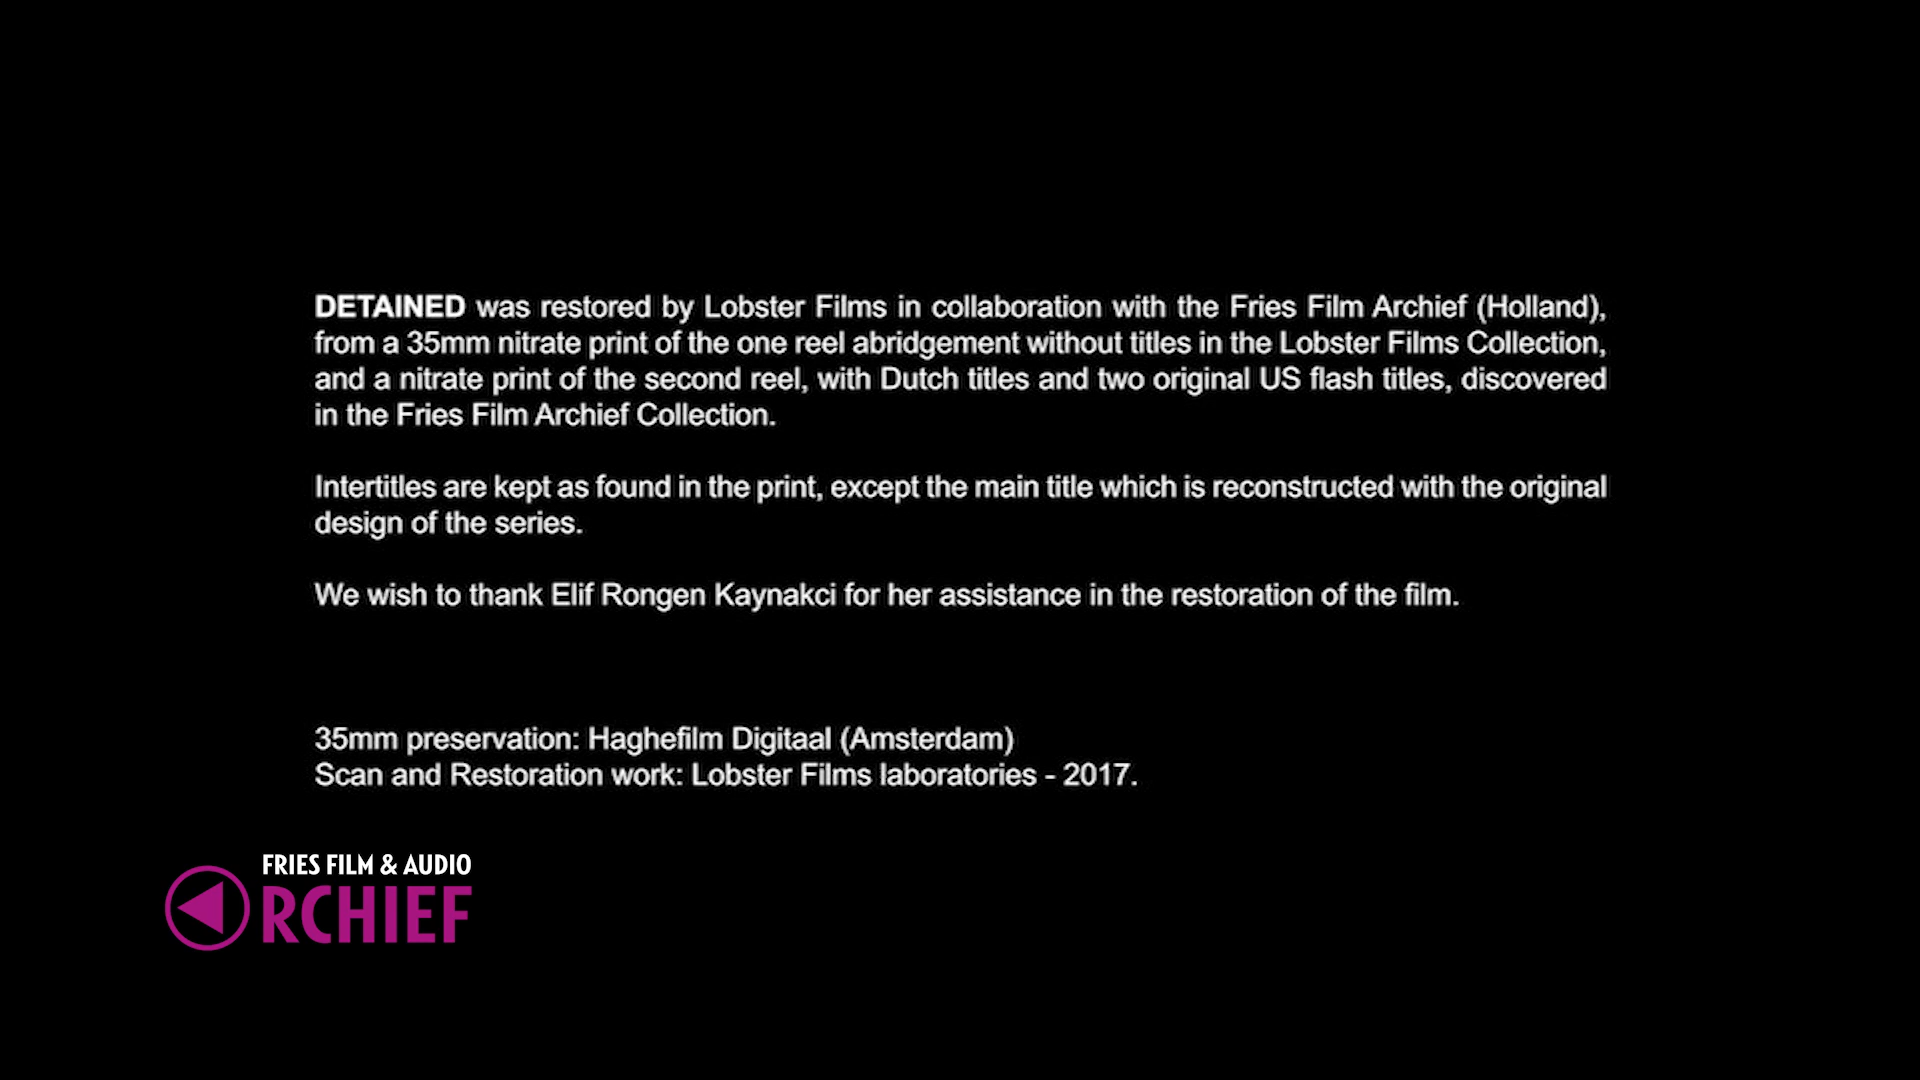 DETAINED was restored by Lobster Films in collaboration with the Fries Film Archief (Holland),
from a 35mm nitrate print of the one reel abridgement without titles in the Lobster Films Collection,
and a nitrate print of the second reel, with Dutch titles and two original US flash titles, discovered
in the Fries Film Archief Collection.
Intertitles are kept as found in the print, except the main title which is reconstructed with the original
design of the series.
We wish to thank Elif Rongen Kaynakci for her assistance in the restoration of the film.
35mm preservation: Haghefilm Digitaal (Amsterdam)
Scan and Restoration work: Lobster Films laboratories - 2017.
FRIES FILM & AUDIO
RCHIEF